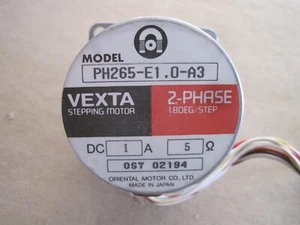 MODEL
PH265-E1.0-A3
VEXTA
STEPPING MOTOR
2-PHASE
1.8DEG/STEP
DC 1 A 5 Ω
0S7 02194
ORIENTAL MOTOR CO., LTD.
MADE IN JAPAN